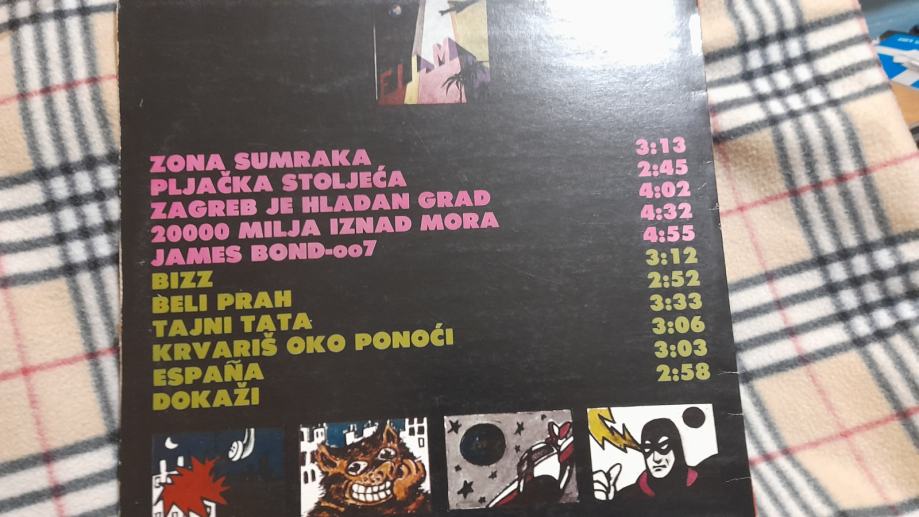 FILM
ZONA SUMRAKA 3:13
PLJAČKA STOLJEĆA 2:45
ZAGREB JE HLADAN GRAD 4:02
20000 MILJA IZNAD MORA 4:32
JAMES BOND-007 4:55
BIZZ 3:12
BELI PRAH 2:52
TAJNI TATA 3:33
KRVARIŠ OKO PONOĆI 3:06
ESPAÑA 3:03
DOKAŽI 2:58